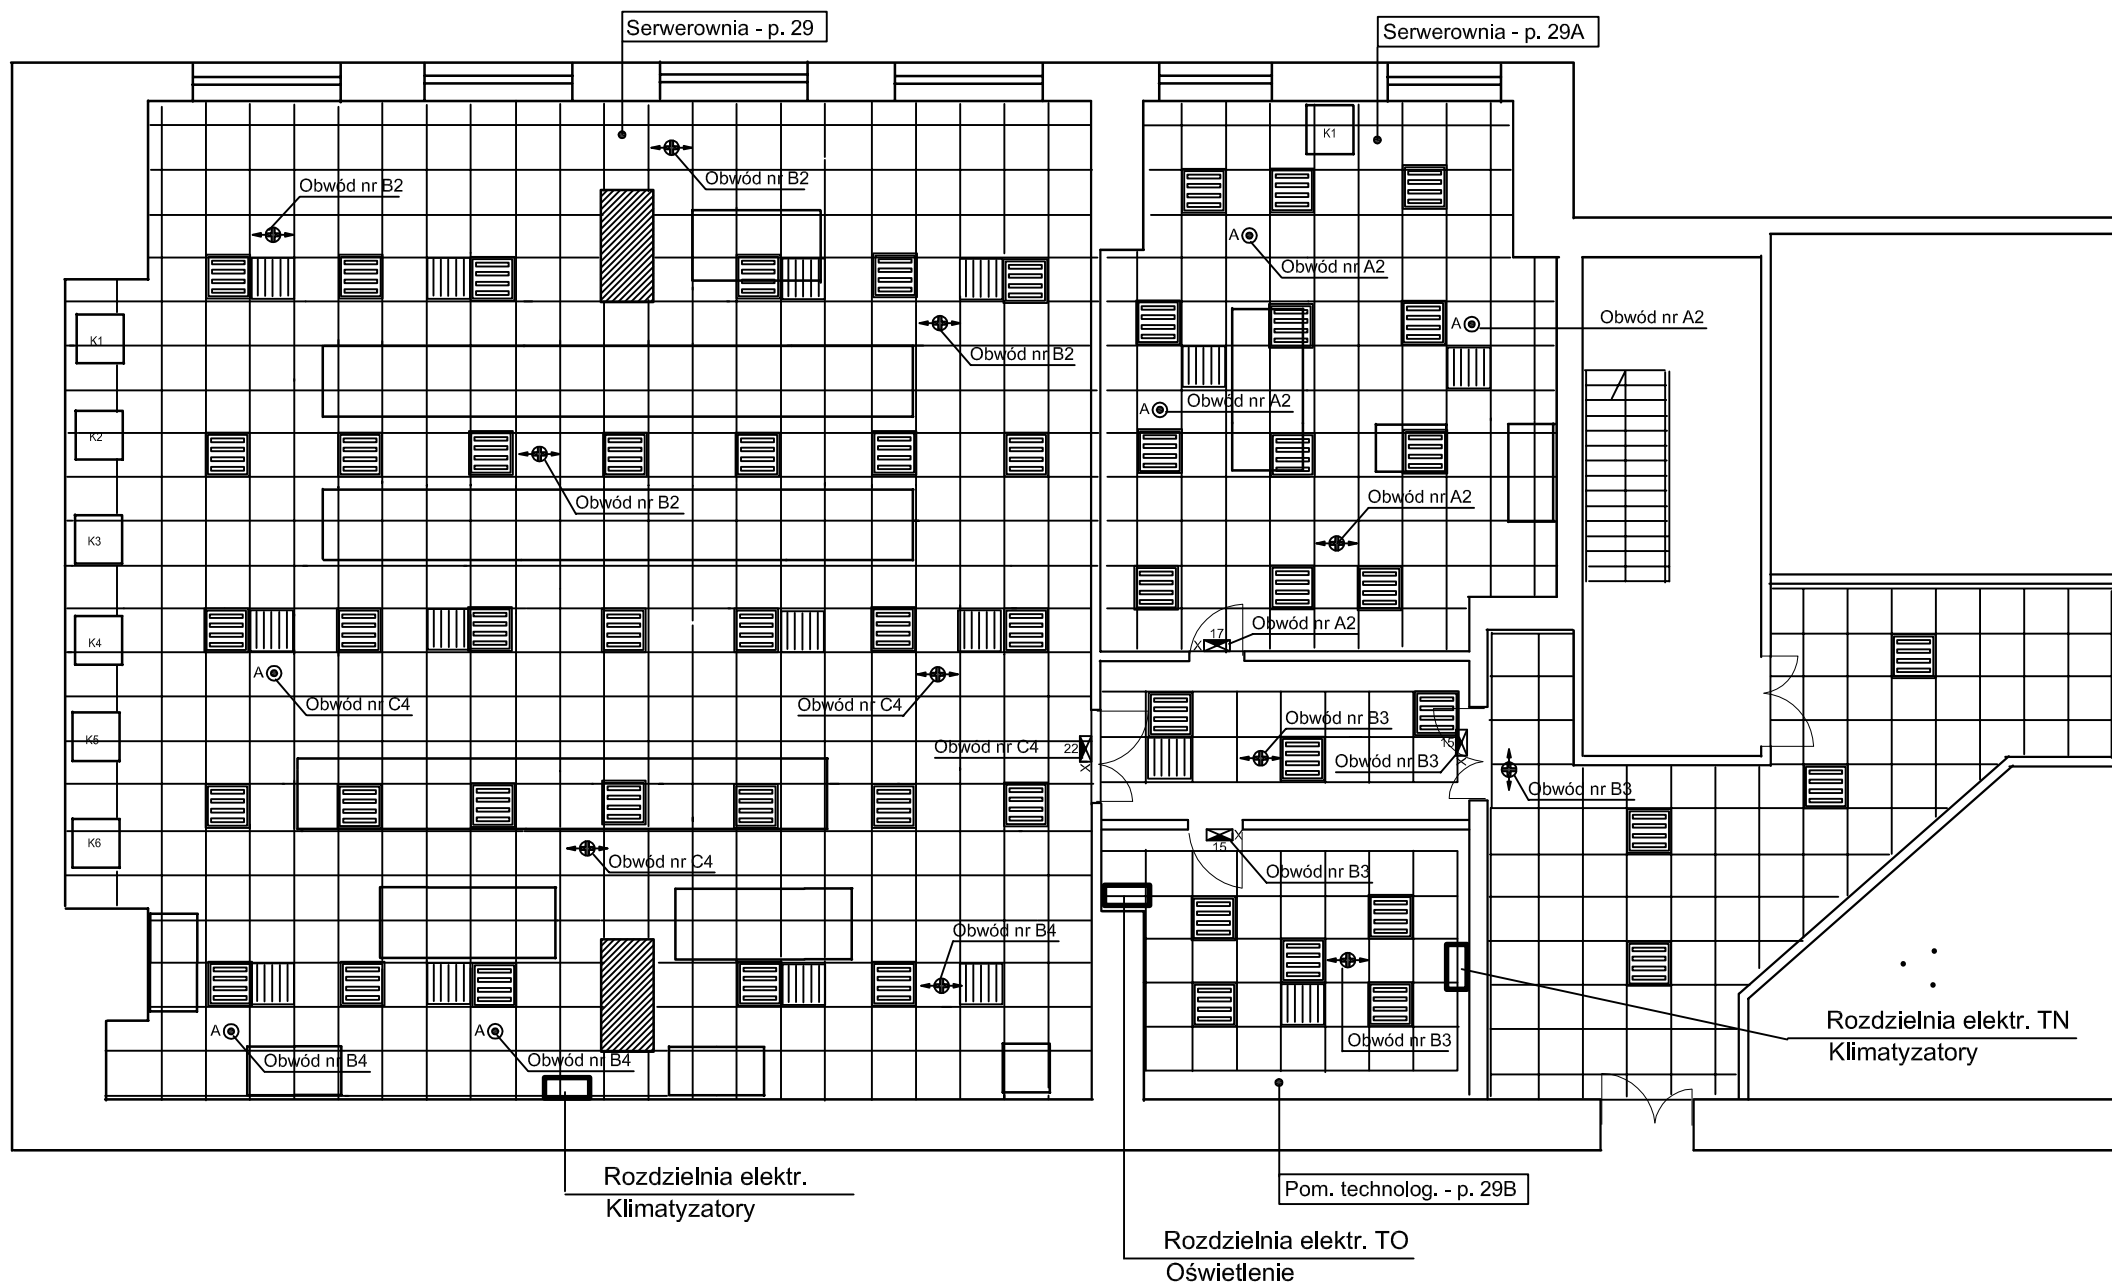 Serwerownia - p. 29
Serwerownia - p. 29A
K1
Obwód nr B2
Obwód nr B2
A
Obwód nr A2
K1
Obwód nr B2
A
Obwód nr A2
K2
A
Obwód nr A2
Obwód nr B2
Obwód nr A2
K3
K4
17
X
Obwód nr A2
A
Obwód nr C4
Obwód nr C4
Obwód nr B3
K5
Obwód nr C4
22
X
15
X
Obwód nr B3
Obwód nr B3
K6
Obwód nr C4
X
15
Obwód nr B3
Obwód nr B4
A
Obwód nr B4
A
Obwód nr B4
Obwód nr B3
Rozdzielnia elektr. TN
Klimatyzatory
Rozdzielnia elektr.
Klimatyzatory
Pom. technolog. - p. 29B
Rozdzielnia elektr. TO
Oświetlenie